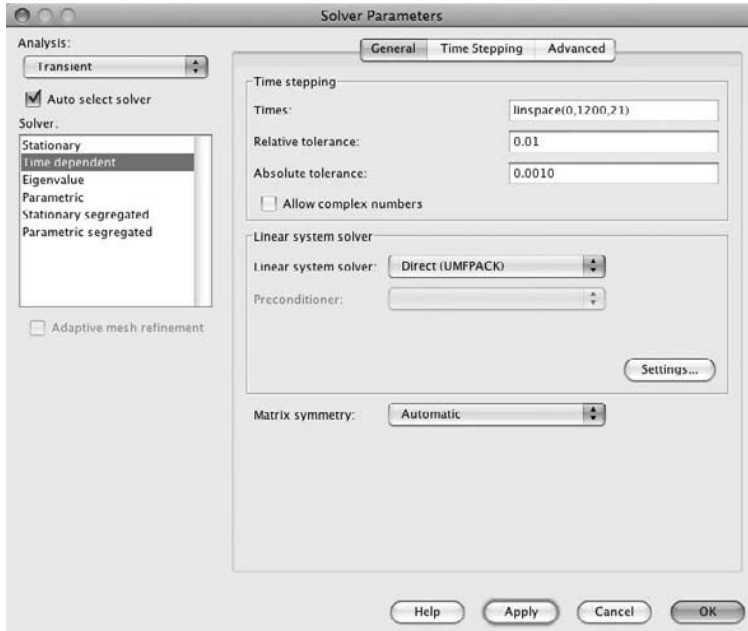 Solver Parameters
Analysis:
Transient
Auto select solver
Solver:
Stationary
Time dependent
Eigenvalue
Parametric
Stationary segregated
Parametric segregated
Adaptive mesh refinement
General Time Stepping Advanced
Time stepping
Times: linspace(0,1200,21)
Relative tolerance: 0.01
Absolute tolerance: 0.0010
Allow complex numbers
Linear system solver
Linear system solver: Direct (UMFPACK)
Preconditioner:
Settings...
Matrix symmetry: Automatic
Help Apply Cancel OK